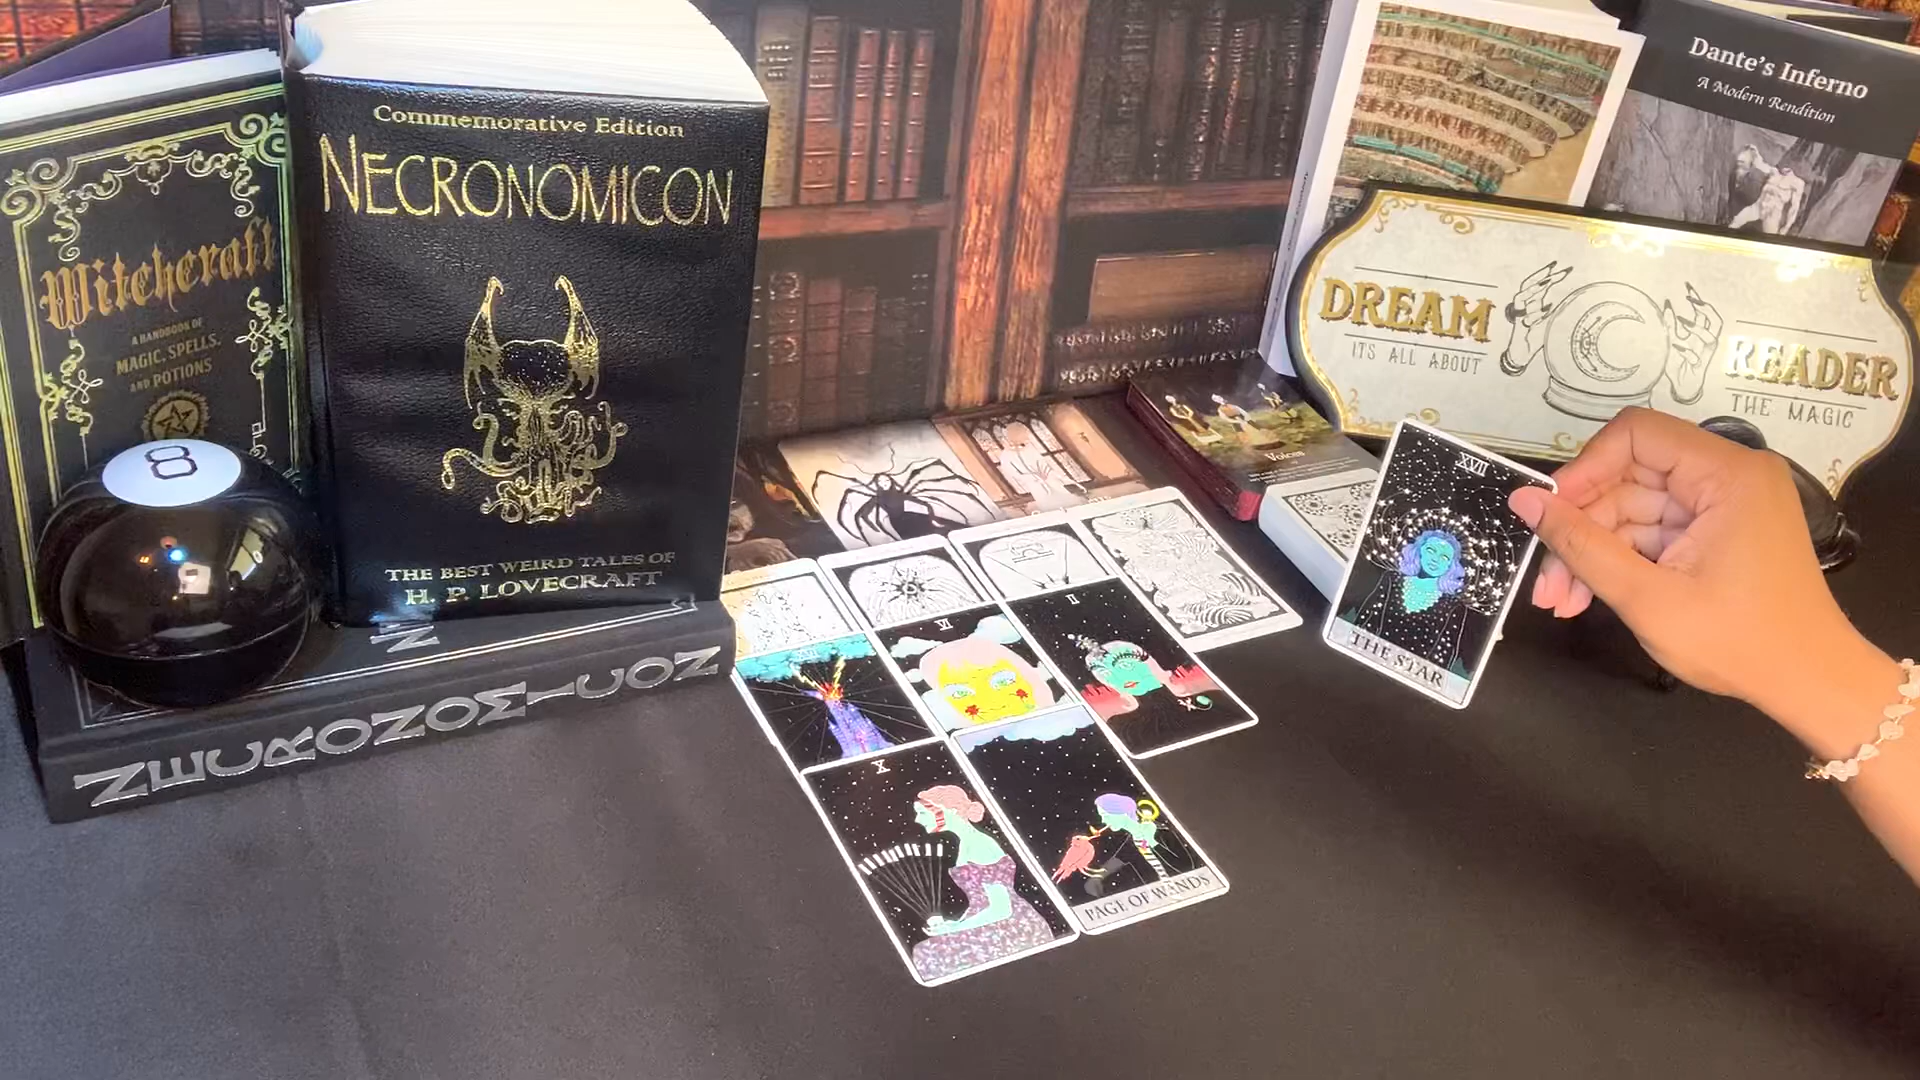 Witchcraft
A HANDBOOK OF
MAGIC, SPELLS,
AND POTIONS
8
Commemorative Edition
NECRONOMICON
THE BEST WEIRD TALES OF
H. P. LOVECRAFT
NECRONOMICON
Dante's Inferno
A Modern Rendition
DREAM
ITS ALL ABOUT
READER
THE MAGIC
Voices
XVII
THE STAR
VI
II
X
PAGE OF WANDS